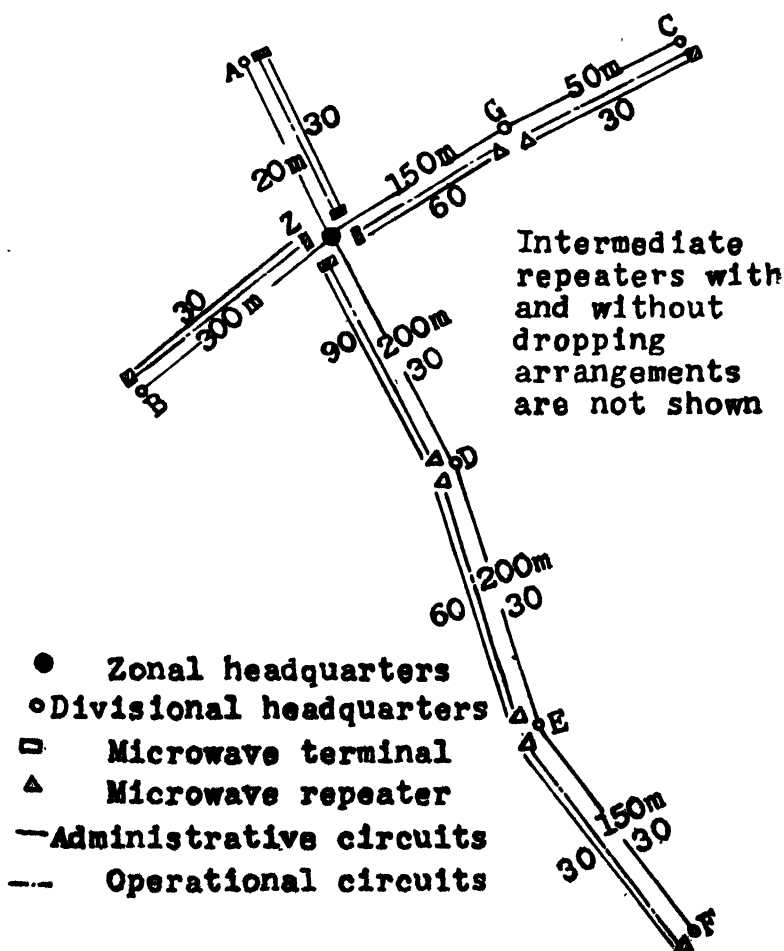 C
A
50m
30
G
30
20m
150m
60
Z
Intermediate
repeaters with
and without
dropping
arrangements
are not shown
30
300 m
200m
90
30
B
D
200m
60
30
Zonal headquarters
Divisional headquarters
E
Microwave terminal
Microwave repeater
150m
Administrative circuits
30
30
Operational circuits
F